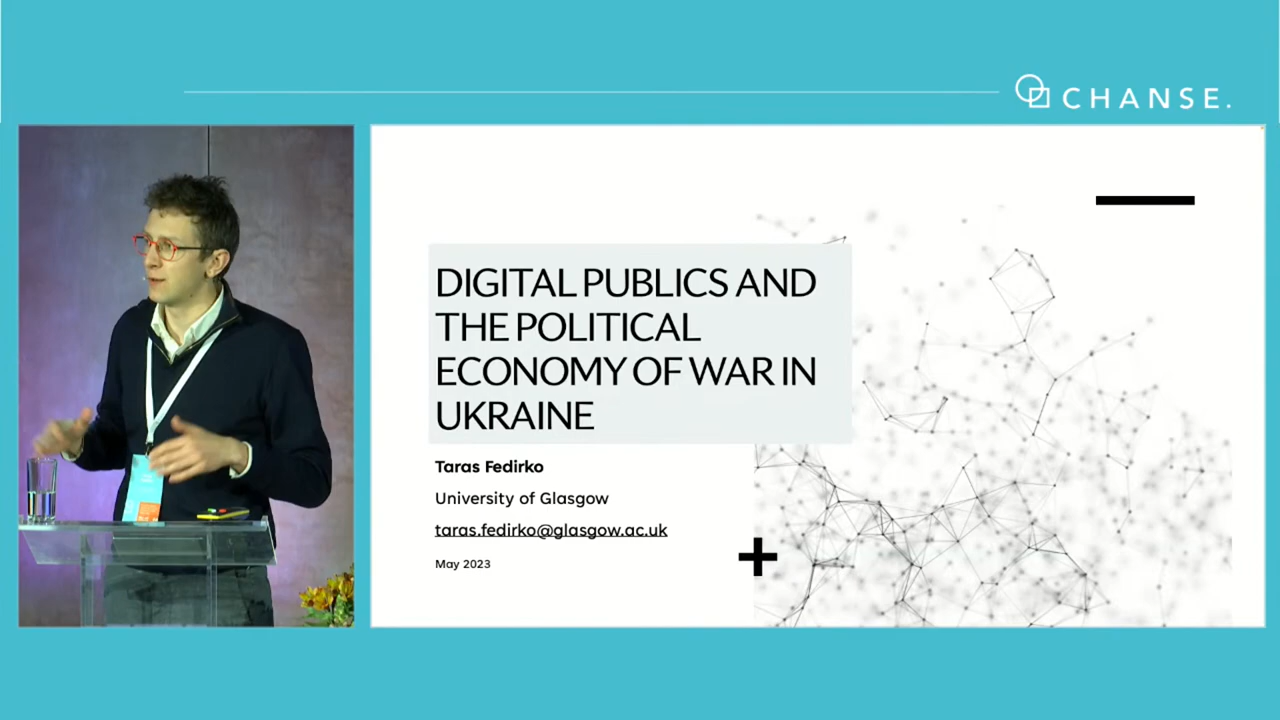 CHANSE.
DIGITAL PUBLICS AND
THE POLITICAL
ECONOMY OF WAR IN
UKRAINE
Taras Fedirko
University of Glasgow
taras.fedirko@glasgow.ac.uk
May 2023